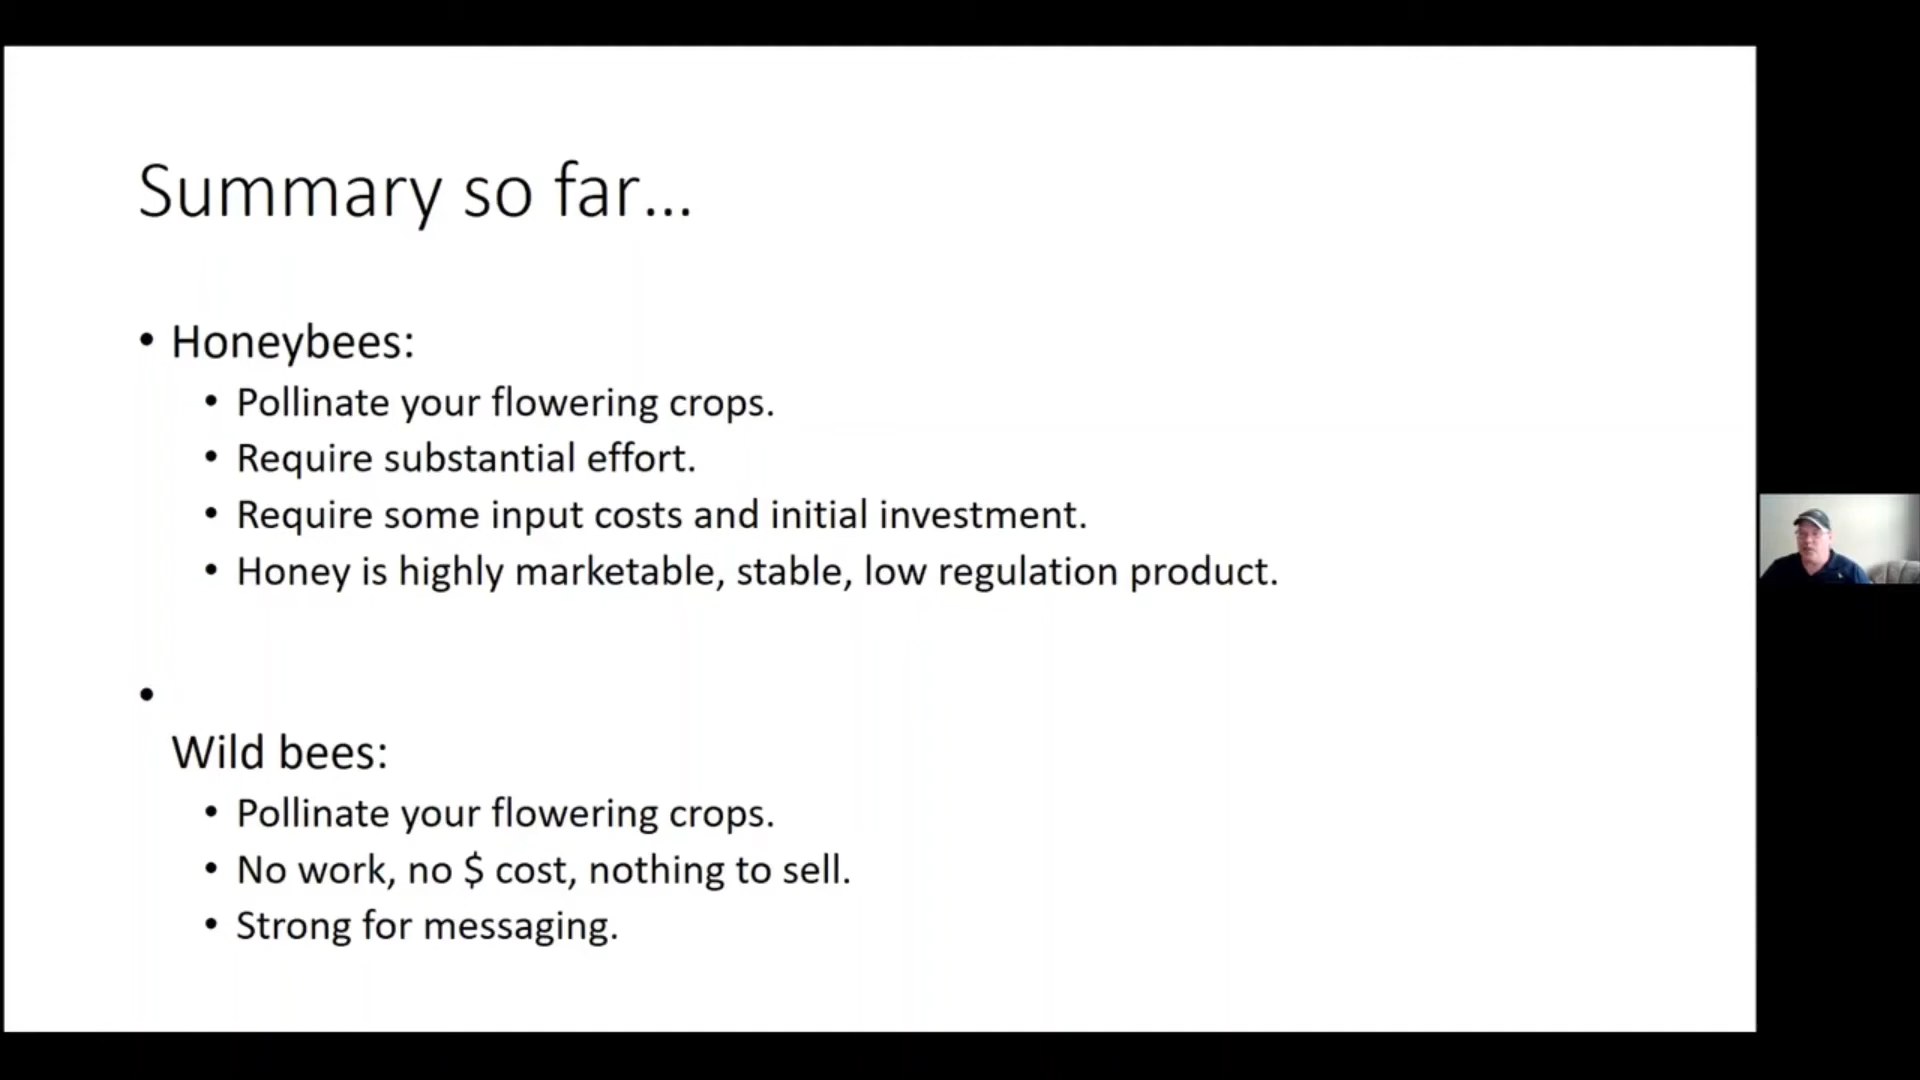 Summary so far...
• Honeybees:
• Pollinate your flowering crops.
• Require substantial effort.
• Require some input costs and initial investment.
• Honey is highly marketable, stable, low regulation product.
•
Wild bees:
• Pollinate your flowering crops.
• No work, no $ cost, nothing to sell.
• Strong for messaging.